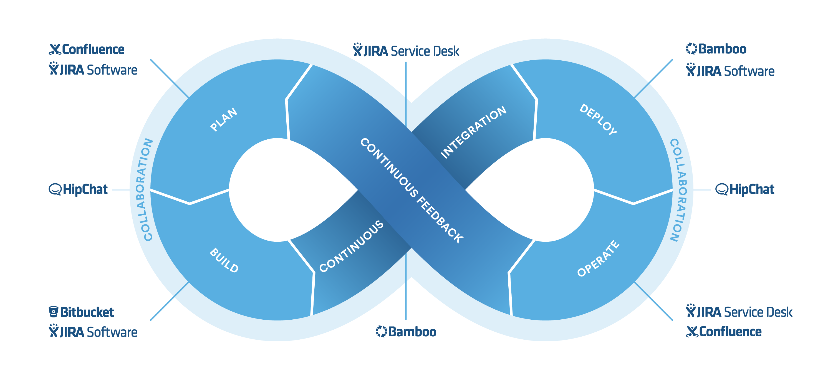 Confluence
JIRA Software
JIRA Service Desk
Bamboo
JIRA Software
PLAN
CONTINUOUS FEEDBACK
INTEGRATION
DEPLOY
COLLABORATION
COLLABORATION
HipChat
HipChat
BUILD
CONTINUOUS
OPERATE
Bitbucket
JIRA Software
Bamboo
JIRA Service Desk
Confluence